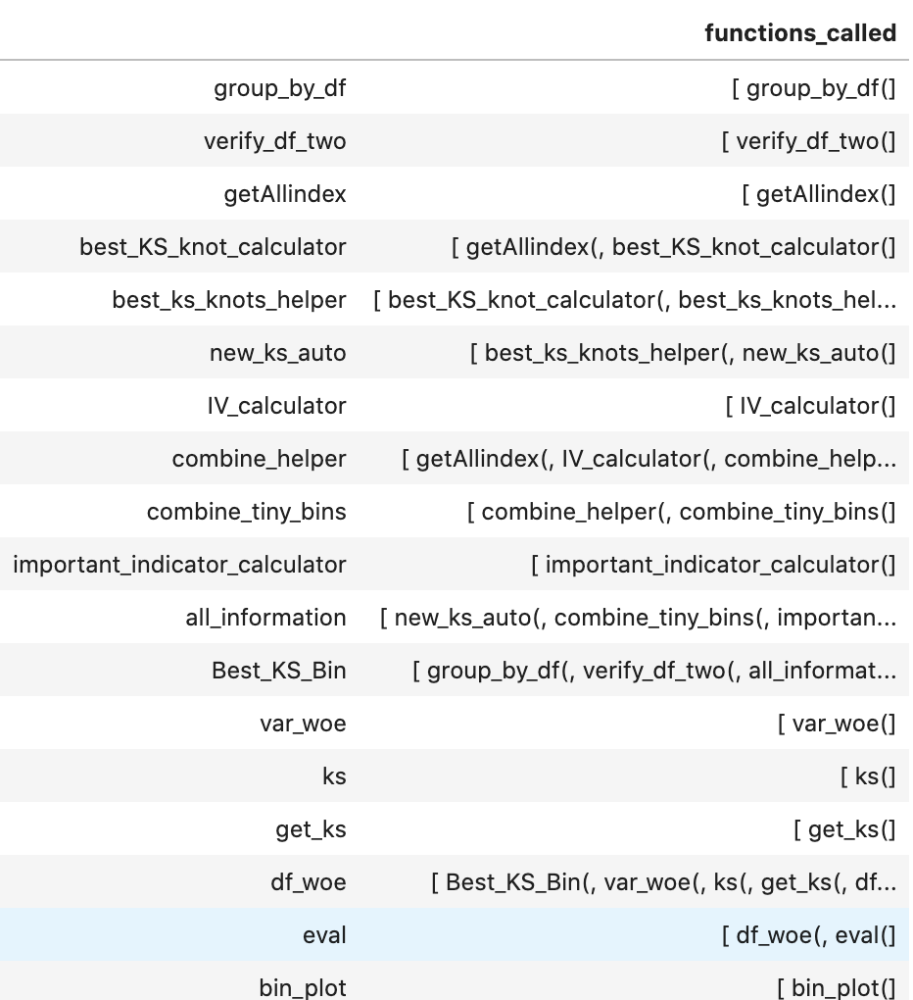 functions_called
group_by_df [ group_by_df(]
verify_df_two [ verify_df_two(]
getAllindex [ getAllindex(]
best_KS_knot_calculator [ getAllindex(, best_KS_knot_calculator(]
best_ks_knots_helper [ best_KS_knot_calculator(, best_ks_knots_hel...
new_ks_auto [ best_ks_knots_helper(, new_ks_auto(]
IV_calculator [ IV_calculator(]
combine_helper [ getAllindex(, IV_calculator(, combine_help...
combine_tiny_bins [ combine_helper(, combine_tiny_bins(]
important_indicator_calculator [ important_indicator_calculator(]
all_information [ new_ks_auto(, combine_tiny_bins(, importan...
Best_KS_Bin [ group_by_df(, verify_df_two(, all_informat...
var_woe [ var_woe(]
ks [ ks(]
get_ks [ get_ks(]
df_woe [ Best_KS_Bin(, var_woe(, ks(, get_ks(, df...
eval [ df_woe(, eval(]
bin_plot [ bin_plot(]